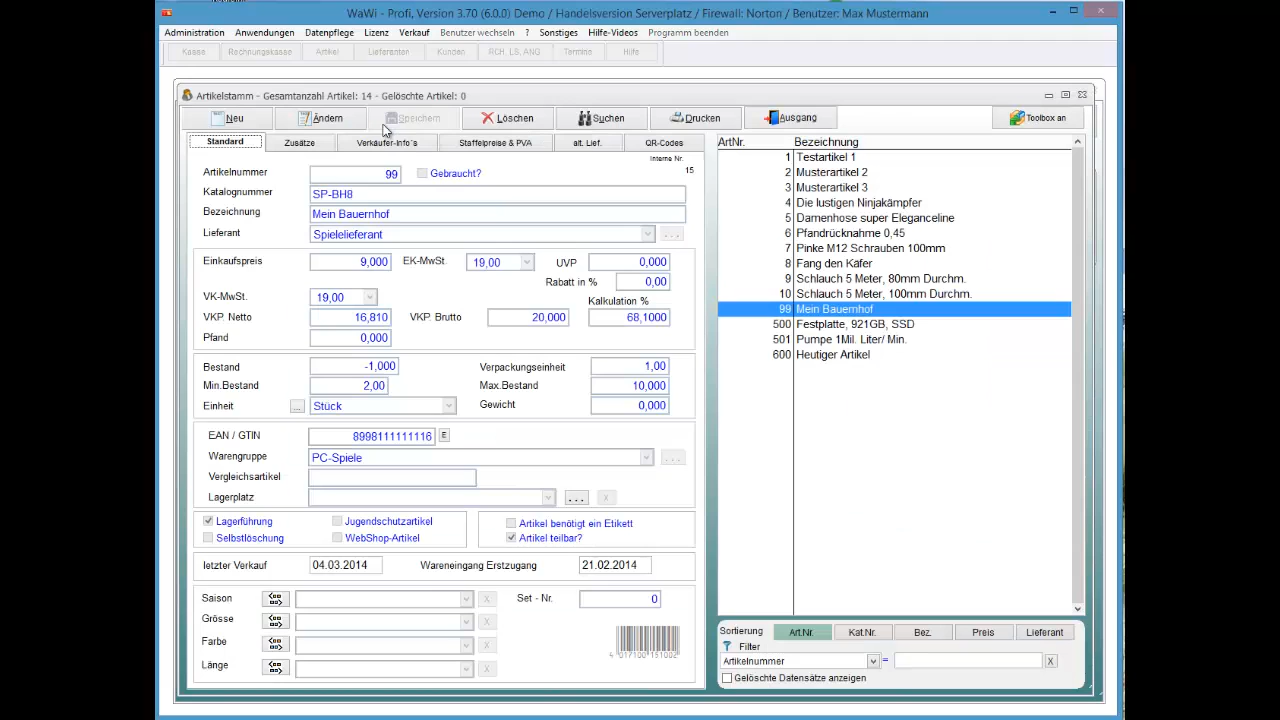 WaWi - Profi, Version 3.70 (6.0.0) Demo / Handelsversion Serverplatz / Firewall: Norton / Benutzer: Max Mustermann
Administration Anwendungen Datenpflege Lizenz Verkauf Benutzer wechseln ? Sonstiges Hilfe-Videos Programm beenden
Kasse Rechnungskasse Artikel Lieferanten Kunden RCH, LS, ANG Termine Hilfe
Artikelstamm - Gesamtanzahl Artikel: 14 - Gelöschte Artikel: 0
Neu Ändern Speichern Löschen Suchen Drucken Ausgang Toolbox an
Standard Zusätze Verkäufer-Info´s Staffelpreise & PVA alt. Lief. QR-Codes
Interne Nr.
15
Artikelnummer 99 Gebraucht?
Katalognummer SP-BH8
Bezeichnung Mein Bauernhof
Lieferant Spielelieferant ...
Einkaufspreis 9,000 EK-MwSt. 19,00 UVP 0,000
Rabatt in % 0,00
VK-MwSt. 19,00 Kalkulation %
VKP. Netto 16,810 VKP. Brutto 20,000 68,1000
Pfand 0,000
Bestand -1,000 Verpackungseinheit 1,00
Min.Bestand 2,00 Max.Bestand 10,000
Einheit ... Stück Gewicht 0,000
EAN / GTIN 8998111111116 E
Warengruppe PC-Spiele ...
Vergleichsartikel
Lagerplatz ... X
Lagerführung Jugendschutzartikel Artikel benötigt ein Etikett
Selbstlöschung WebShop-Artikel Artikel teilbar?
letzter Verkauf 04.03.2014 Wareneingang Erstzugang 21.02.2014
Saison X Set - Nr. 0
Grösse X
Farbe X
Länge X
4 017100 151002
ArtNr. Bezeichnung
1 Testartikel 1
2 Musterartikel 2
3 Musterartikel 3
4 Die lustigen Ninjakämpfer
5 Damenhose super Eleganceline
6 Pfandrücknahme 0,45
7 Pinke M12 Schrauben 100mm
8 Fang den Käfer
9 Schlauch 5 Meter, 80mm Durchm.
10 Schlauch 5 Meter, 100mm Durchm.
99 Mein Bauernhof
500 Festplatte, 921GB, SSD
501 Pumpe 1Mil. Liter/ Min.
600 Heutiger Artikel
Sortierung Art.Nr. Kat.Nr. Bez. Preis Lieferant
Filter
Artikelnummer = X
Gelöschte Datensätze anzeigen